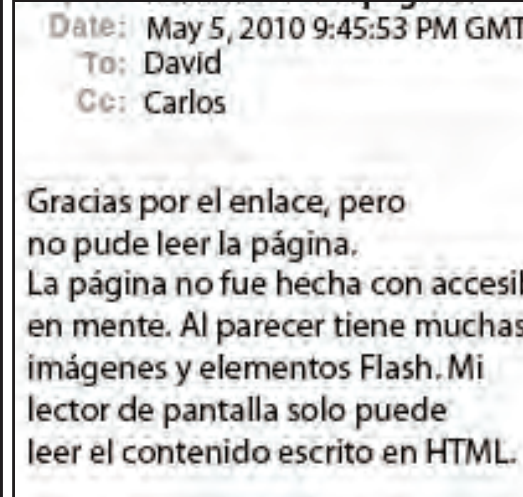 Date: May 5, 2010 9:45:53 PM GMT
To: David
Cc: Carlos
Gracias por el enlace, pero
no pude leer la página.
La página no fue hecha con
en mente. Al parecer tiene muchas
imágenes y elementos Flash. Mi
lector de pantalla solo puede
leer el contenido escrito en HTML.